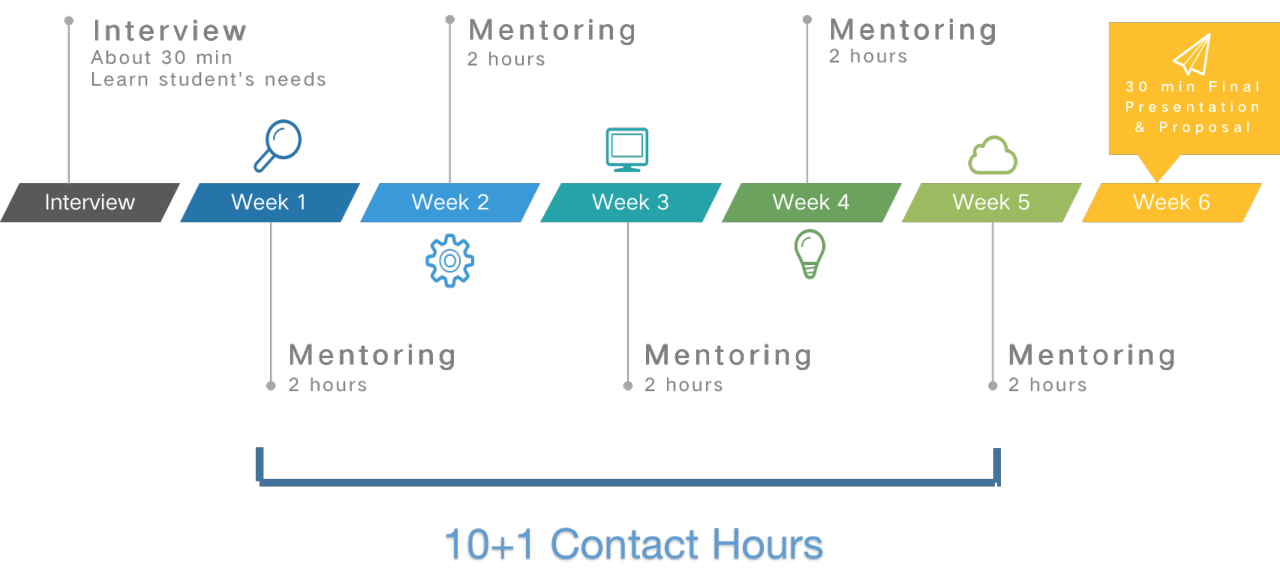 Interview
About 30 min
Learn student's needs
Mentoring
2 hours
Mentoring
2 hours
30 min Final
Presentation
& Proposal
Interview
Week 1
Week 2
Week 3
Week 4
Week 5
Week 6
Mentoring
2 hours
Mentoring
2 hours
Mentoring
2 hours
10+1 Contact Hours